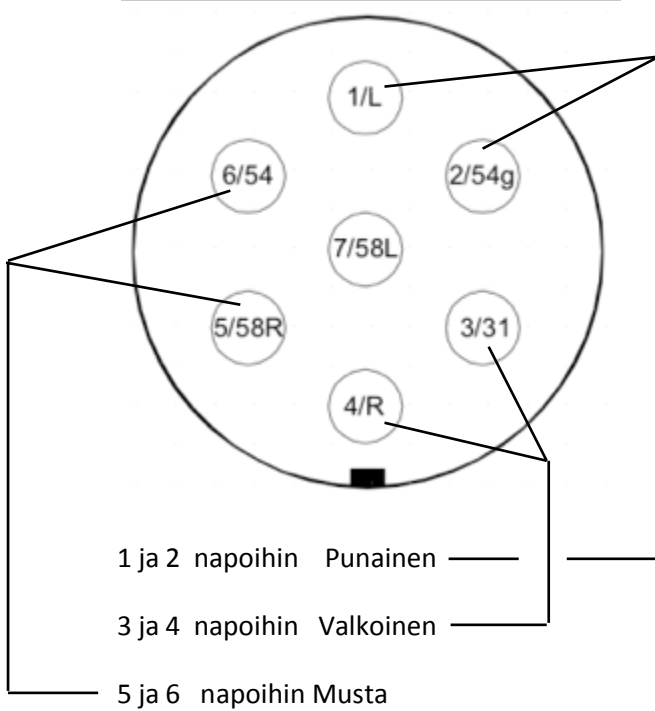 1/L
6/54
2/54g
7/58L
5/58R
3/31
4/R
1 ja 2 napoihin Punainen
3 ja 4 napoihin Valkoinen
5 ja 6 napoihin Musta